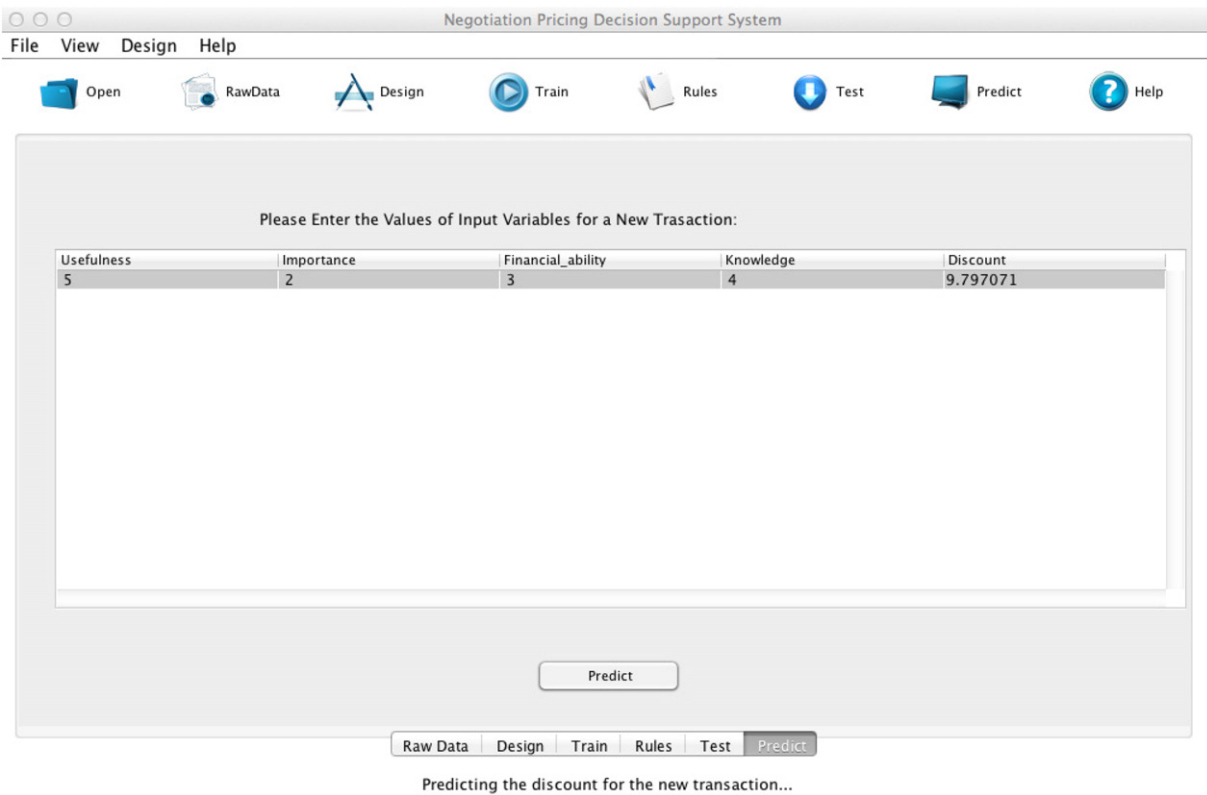 Negotiation Pricing Decision Support System
File View Design Help
Open RawData Design Train Rules Test Predict Help
Please Enter the Values of Input Variables for a New Trasaction:
Usefulness Importance Financial_ability Knowledge Discount
5 2 3 4 9.797071
Predict
Raw Data Design Train Rules Test Predict
Predicting the discount for the new transaction...